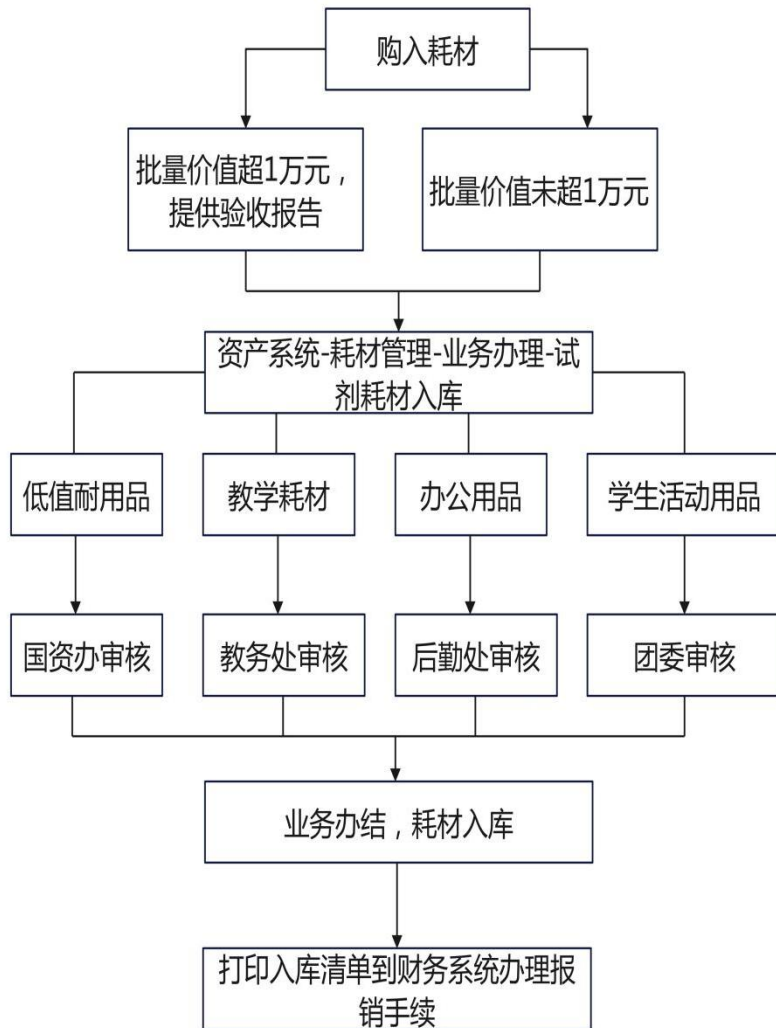 购入耗材
批量价值超1万元，
提供验收报告
批量价值未超1万元
资产系统-耗材管理-业务办理-试
剂耗材入库
低值耐用品
教学耗材
办公用品
学生活动用品
国资办审核
教务处审核
后勤处审核
团委审核
业务办结，耗材入库
打印入库清单到财务系统办理报
销手续